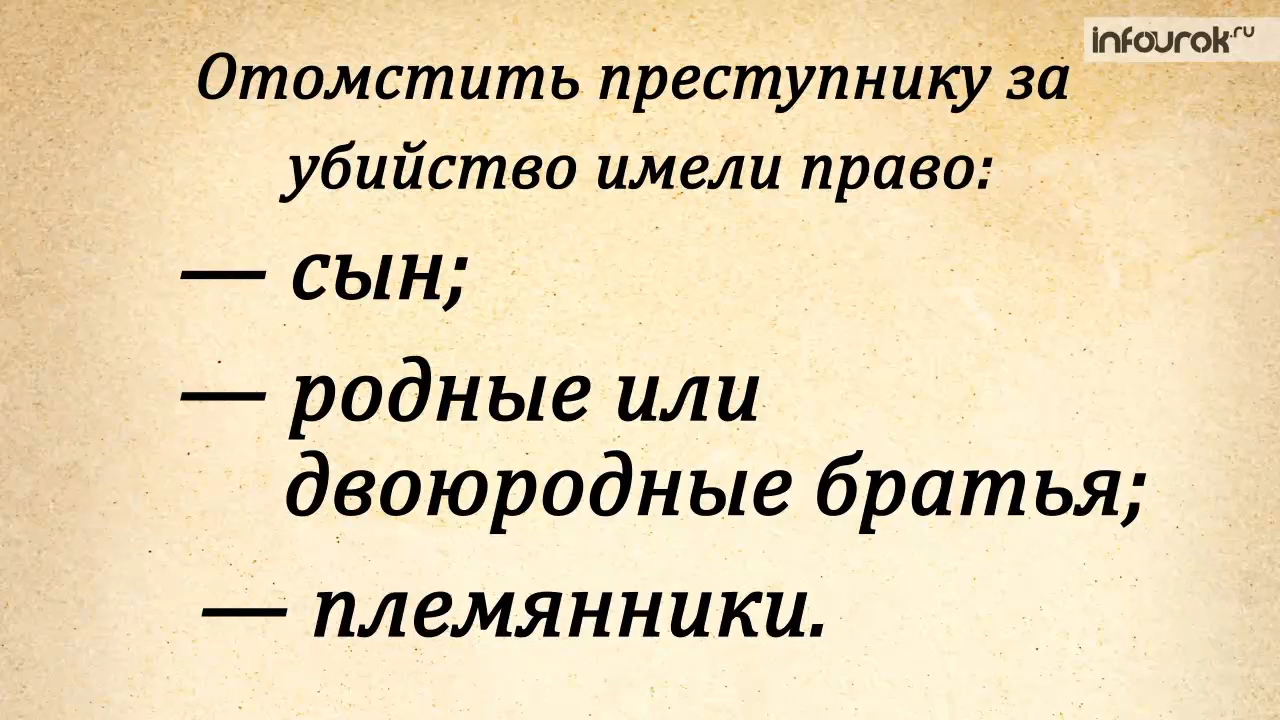 infourok.ru
Отомстить преступнику за
убийство имели право:
— сын;
— родные или
двоюродные братья;
— племянники.